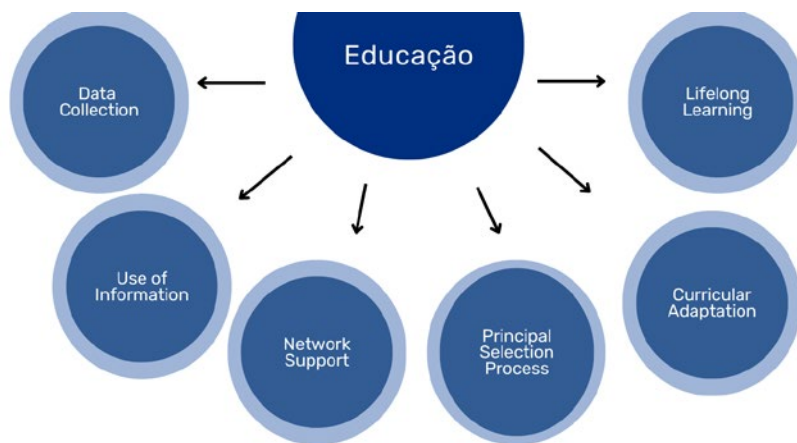 Educação
Data
Collection
Lifelong
Learning
Use of
Information
Network
Support
Principal
Selection
Process
Curricular
Adaptation